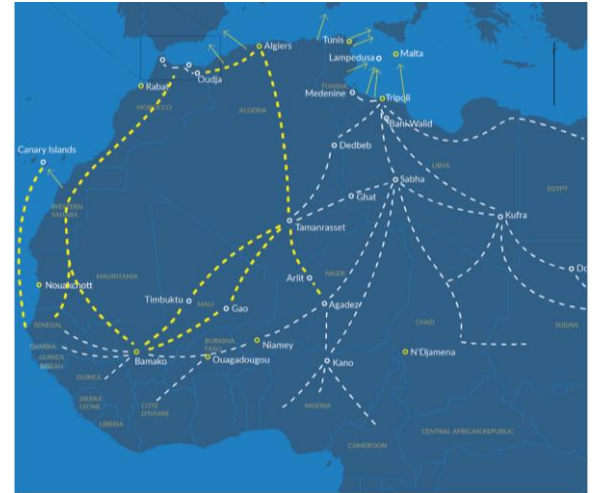 Tunis
Algiers
Malta
Lampedusa
Oudja
TUNISIA
Rabat
Medenine
Tripoli
MOROCCO
ALGERIA
Bani Walid
Dedbeb
Canary Islands
LIBYA
Sabha
EGYPT
Ghat
WESTERN
SAHARA
Kufra
Tamanrasset
Do
MAURITANIA
Arlit
NIGER
Nouakchott
Timbuktu
MALI
Agadez
Gao
SENEGAL
CHAD
SUDAN
GAMBIA
BURKINA
FASO
Niamey
GUINEA
BISSAU
Bamako
Ouagadougou
N'Djamena
Kano
GUINEA
SIERRA
LEONE
COTE
D'IVOIRE
NIGERIA
LIBERIA
CENTRAL AFRICAN REPUBLIC
CAMEROON